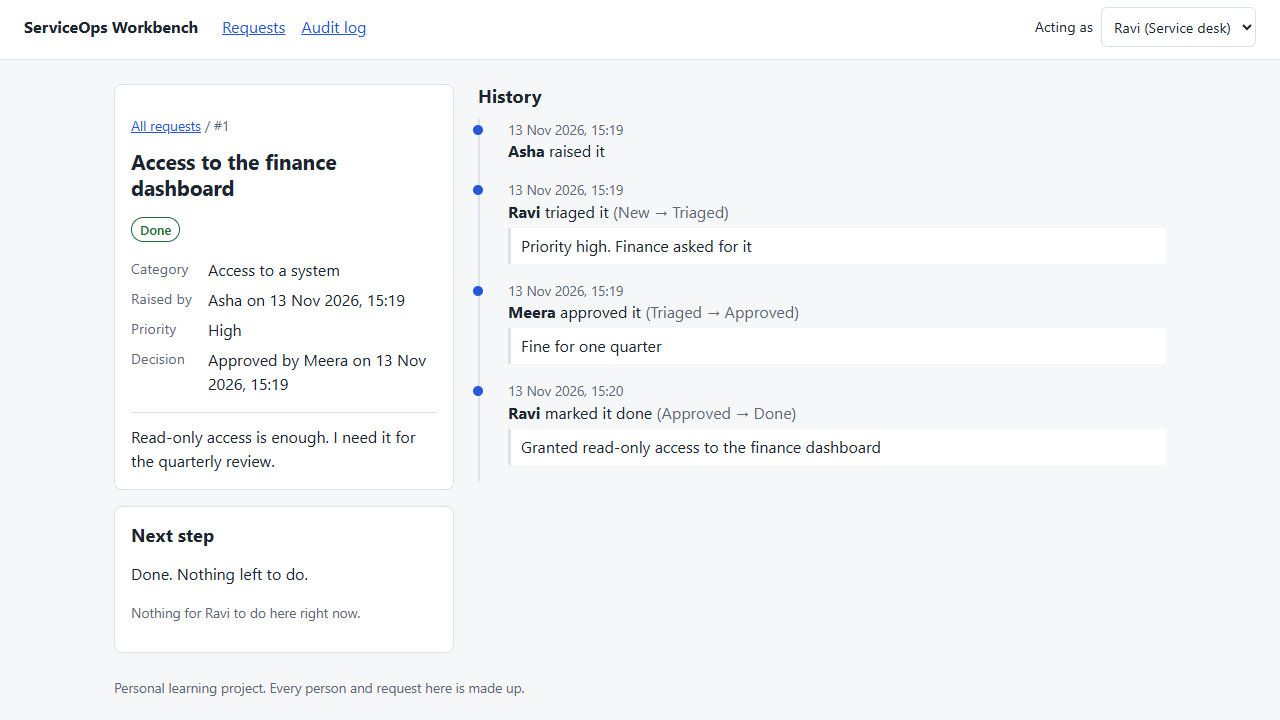 ServiceOps Workbench Requests Audit log Acting as Ravi (Service desk)
All requests / #1
Access to the finance
dashboard
Done
Category Access to a system
Raised by Asha on 13 Nov 2026, 15:19
Priority High
Decision Approved by Meera on 13 Nov
2026, 15:19
Read-only access is enough. I need it for
the quarterly review.
Next step
Done. Nothing left to do.
Nothing for Ravi to do here right now.
History
13 Nov 2026, 15:19
Asha raised it
13 Nov 2026, 15:19
Ravi triaged it (New → Triaged)
Priority high. Finance asked for it
13 Nov 2026, 15:19
Meera approved it (Triaged → Approved)
Fine for one quarter
13 Nov 2026, 15:20
Ravi marked it done (Approved → Done)
Granted read-only access to the finance dashboard
Personal learning project. Every person and request here is made up.